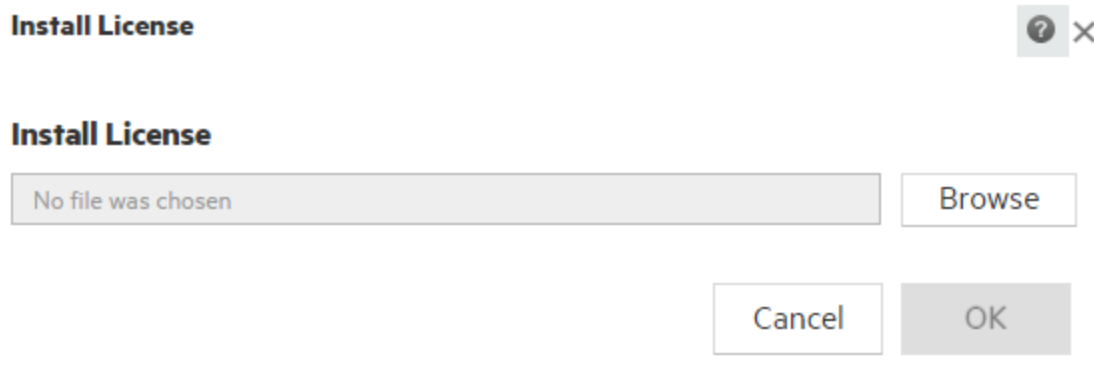 Install License
?
Install License
No file was chosen
Browse
Cancel
OK